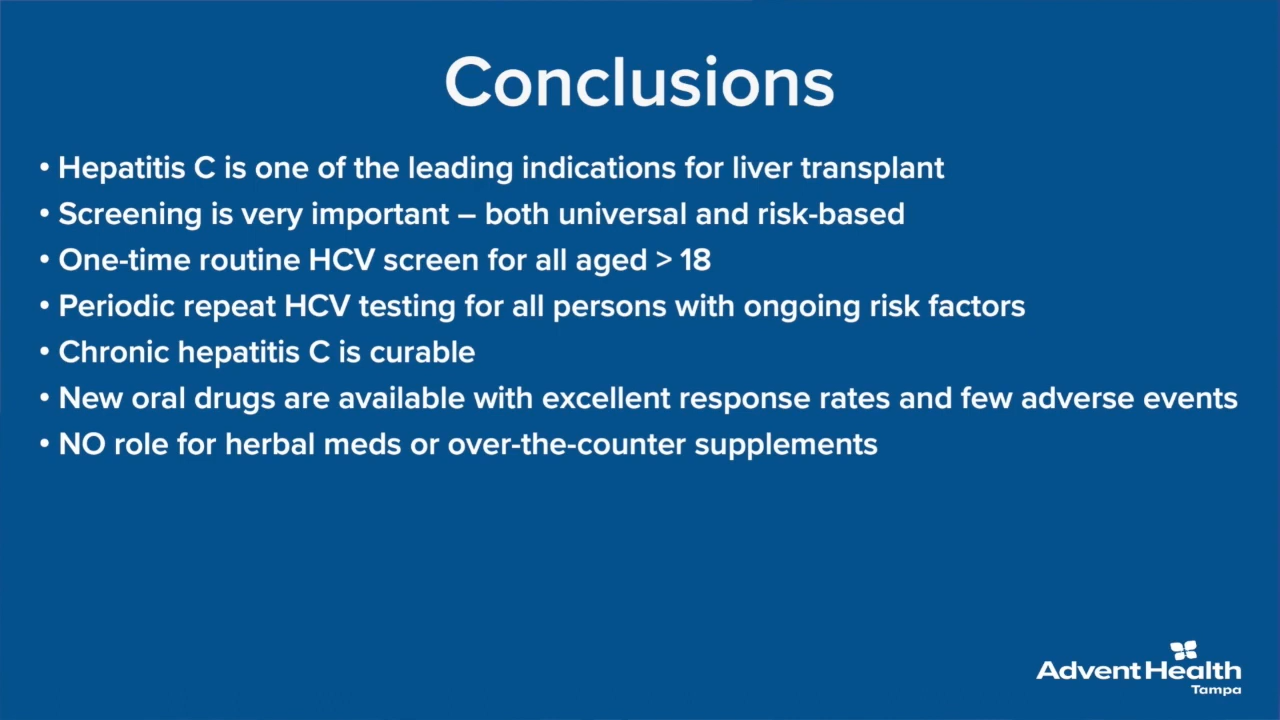 Conclusions
• Hepatitis C is one of the leading indications for liver transplant
• Screening is very important – both universal and risk-based
• One-time routine HCV screen for all aged > 18
• Periodic repeat HCV testing for all persons with ongoing risk factors
• Chronic hepatitis C is curable
• New oral drugs are available with excellent response rates and few adverse events
• NO role for herbal meds or over-the-counter supplements
AdventHealth
Tampa